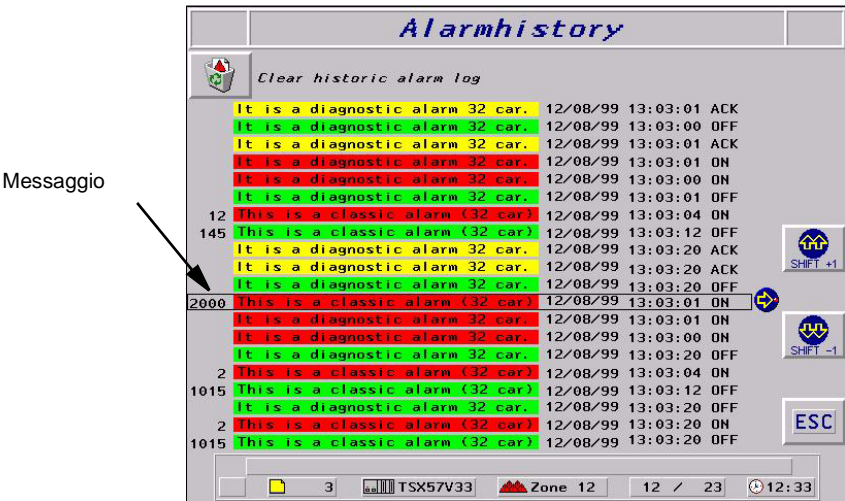 Alarmhistory
Clear historic alarm log
It is a diagnostic alarm 32 car. 12/08/99 13:03:01 ACK
It is a diagnostic alarm 32 car. 12/08/99 13:03:00 OFF
It is a diagnostic alarm 32 car. 12/08/99 13:03:01 ACK
It is a diagnostic alarm 32 car. 12/08/99 13:03:01 ON
It is a diagnostic alarm 32 car. 12/08/99 13:03:00 ON
It is a diagnostic alarm 32 car. 12/08/99 13:03:01 OFF
Messaggio
12 This is a classic alarm (32 car) 12/08/99 13:03:04 ON
145 This is a classic alarm (32 car) 12/08/99 13:03:12 OFF
It is a diagnostic alarm 32 car. 12/08/99 13:03:20 ACK
It is a diagnostic alarm 32 car. 12/08/99 13:03:20 ACK
SHIFT +1
It is a diagnostic alarm 32 car. 12/08/99 13:03:20 OFF
2000 This is a classic alarm (32 car) 12/08/99 13:03:01 ON
It is a diagnostic alarm 32 car. 12/08/99 13:03:01 ON
It is a diagnostic alarm 32 car. 12/08/99 13:03:00 ON
It is a diagnostic alarm 32 car. 12/08/99 13:03:20 OFF
SHIFT -1
2 This is a classic alarm (32 car) 12/08/99 13:03:04 ON
1015 This is a classic alarm (32 car) 12/08/99 13:03:12 OFF
It is a diagnostic alarm 32 car. 12/08/99 13:03:20 OFF
2 This is a classic alarm (32 car) 12/08/99 13:03:20 ON
ESC
1015 This is a classic alarm (32 car) 12/08/99 13:03:20 OFF
3 TSX57V33 Zone 12 12 / 23 12:33